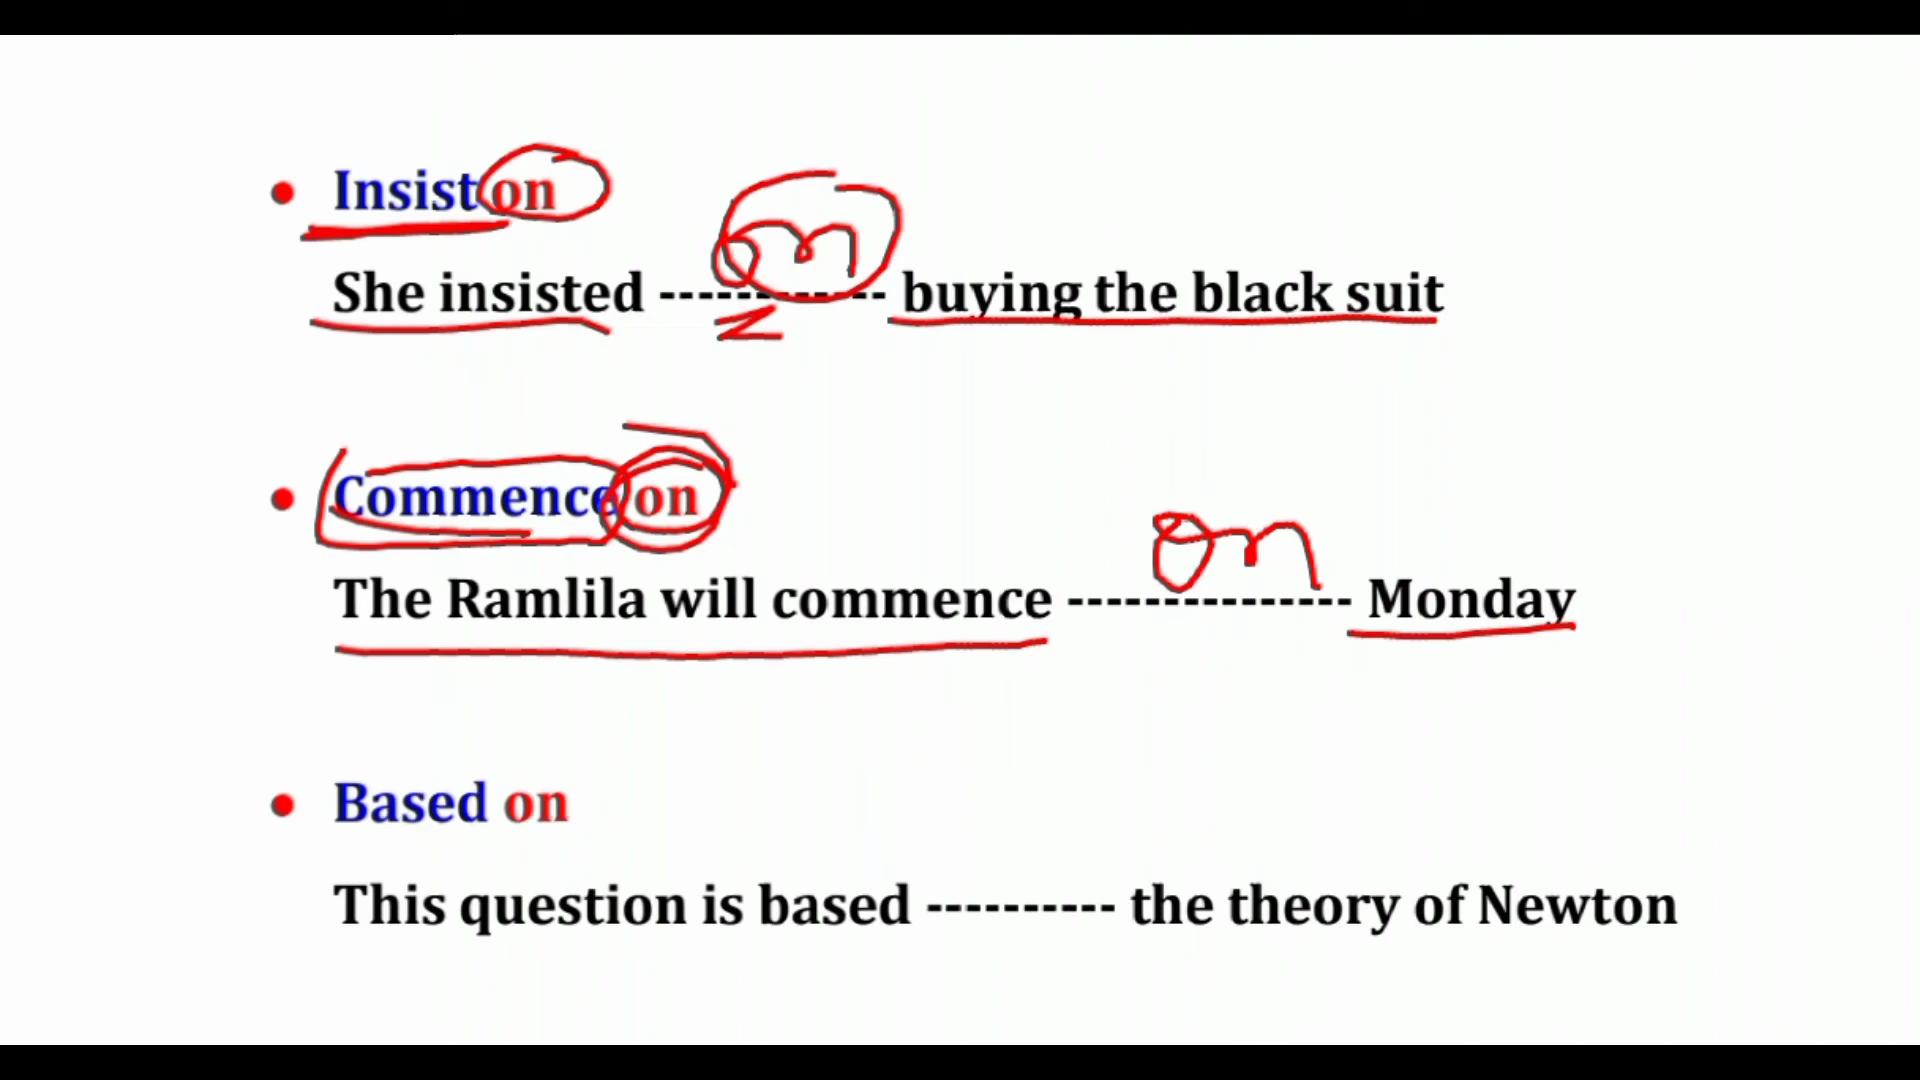 • Insist on
on
She insisted ------------ buying the black suit
• Commence on
on
The Ramlila will commence --------------- Monday
• Based on
This question is based ---------- the theory of Newton